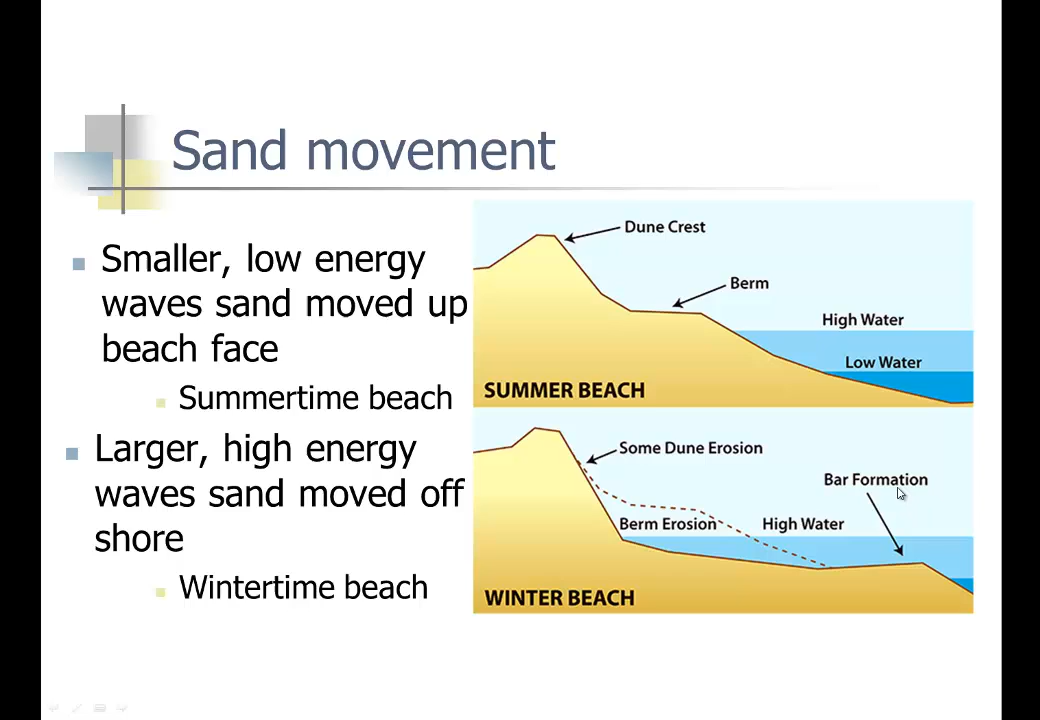 Sand movement
Smaller, low energy
waves sand moved up
beach face
Summertime beach
Larger, high energy
waves sand moved off
shore
Wintertime beach
Dune Crest
Berm
High Water
Low Water
SUMMER BEACH
Some Dune Erosion
Bar Formation
Berm Erosion
High Water
WINTER BEACH